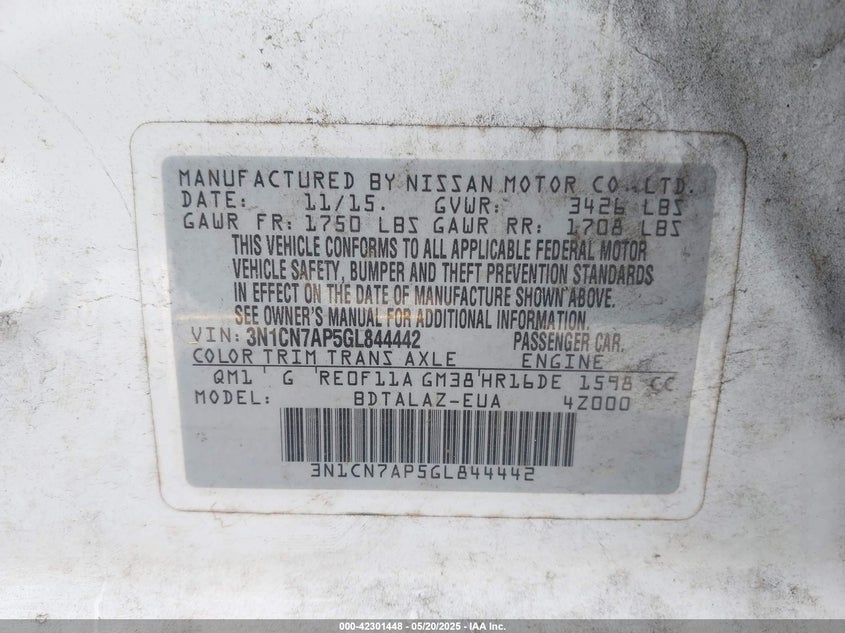 MANUFACTURED BY NISSAN MOTOR CO.,LTD.
DATE: 11/15. GVWR: 3426 LBS
GAWR FR: 1750 LBS GAWR RR: 1708 LBS
THIS VEHICLE CONFORMS TO ALL APPLICABLE FEDERAL MOTOR
VEHICLE SAFETY, BUMPER AND THEFT PREVENTION STANDARDS
IN EFFECT ON THE DATE OF MANUFACTURE SHOWN ABOVE.
SEE OWNER'S MANUAL FOR ADDITIONAL INFORMATION.
VIN: 3N1CN7AP5GL844442 PASSENGER CAR.
COLOR TRIM TRANS AXLE ENGINE
QM1 G RE0F11A GM38 HR16DE 1598 CC
MODEL: BDTALAZ-EUA 4Z000
3N1CN7AP5GL844442
000-42301448 - 05/20/2025 - IAA Inc.